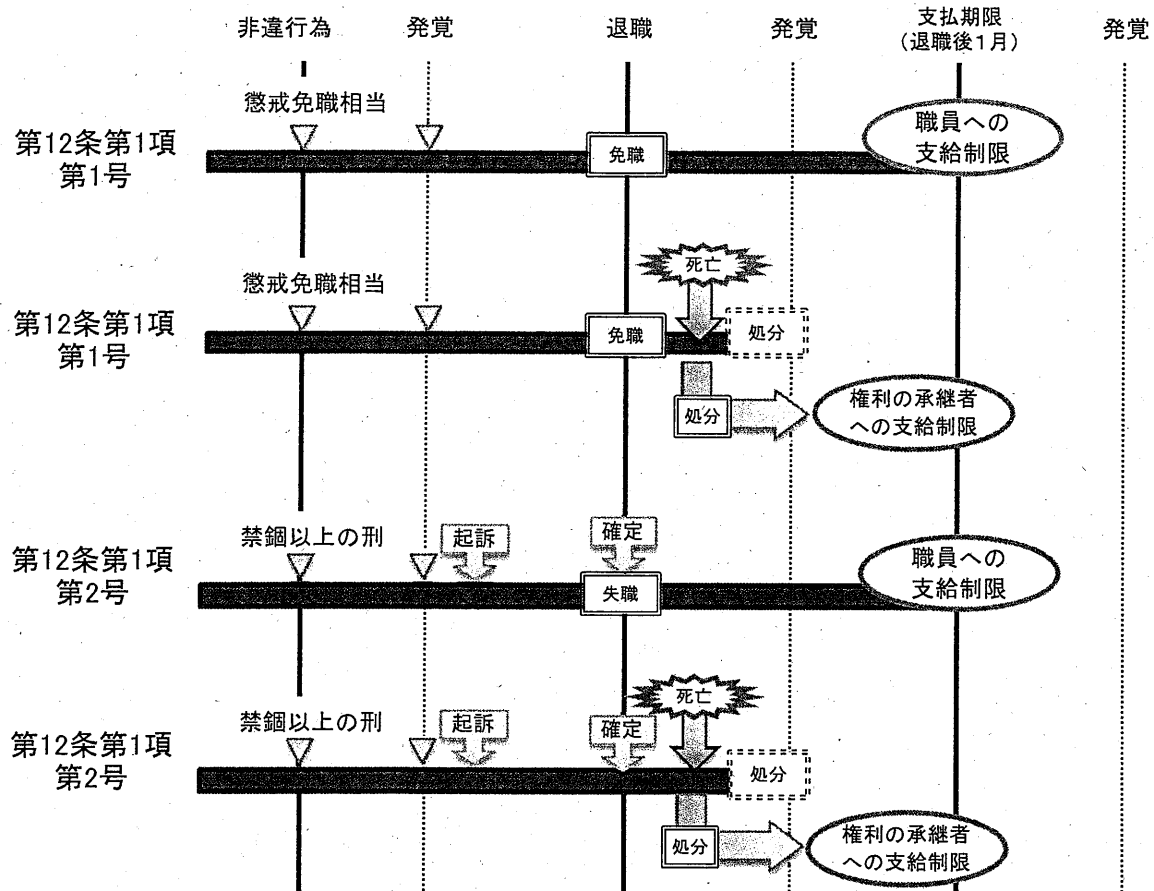 非違行為
発覚
退職
発覚
支払期限
(退職後1月)
発覚
第12条第1項
第1号
懲戒免職相当
免職
職員への
支給制限
第12条第1項
第1号
懲戒免職相当
免職
死亡
処分
処分
権利の承継者
への支給制限
第12条第1項
第2号
禁錮以上の刑
起訴
確定
失職
職員への
支給制限
第12条第1項
第2号
禁錮以上の刑
起訴
確定
死亡
処分
処分
権利の承継者
への支給制限